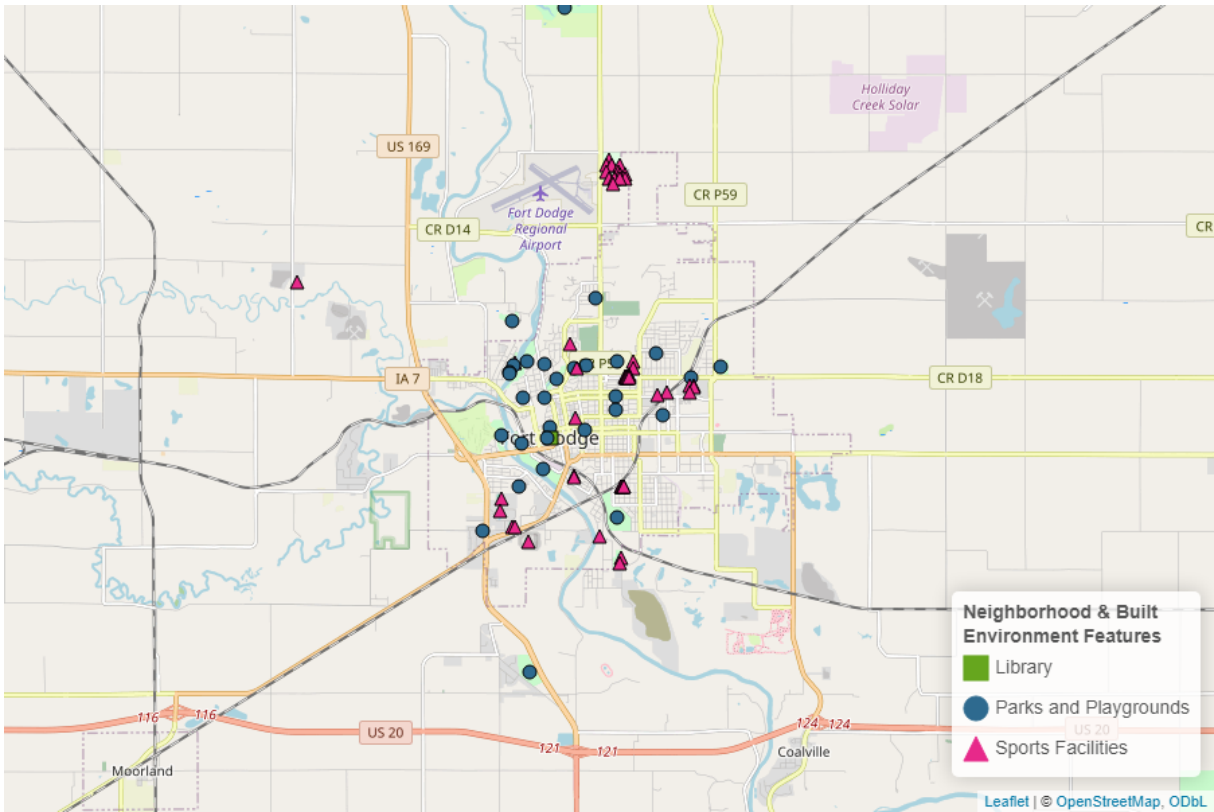 Holliday
Creek Solar
US 169
CR P59
Fort Dodge
Regional
Airport
CR D14
CR
IA 7
CR D18
Fort Dodge
Neighborhood & Built
Environment Features
Library
Parks and Playgrounds
Sports Facilities
116
116
US 20
121
121
124
124
US 20
Coalville
Moorland
Leaflet | © OpenStreetMap, ODbL